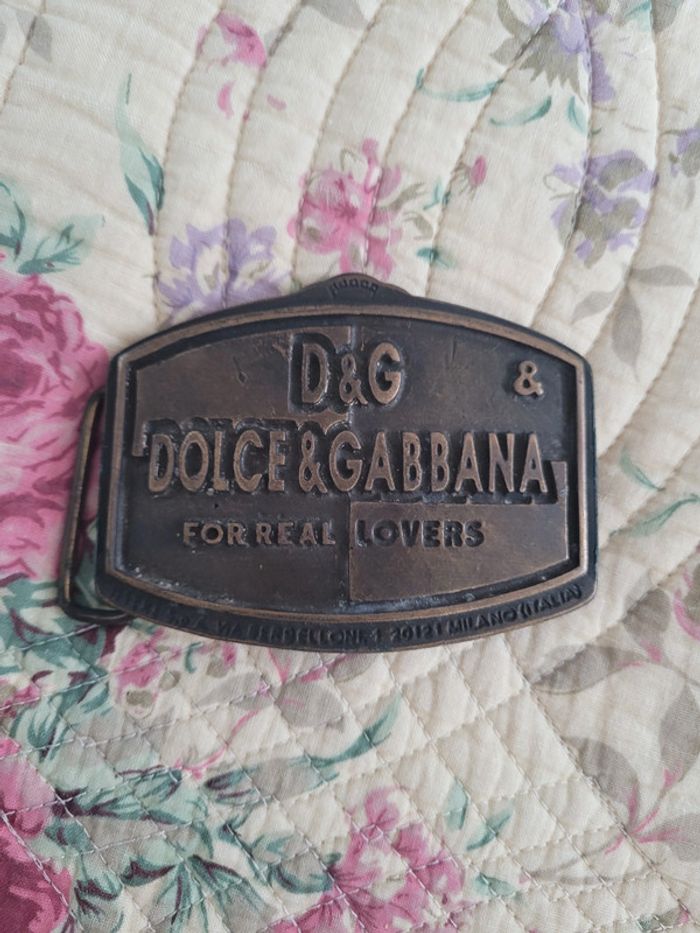 D&G
&
DOLCE&GABBANA
FOR REAL LOVERS
20121 MILANO (ITALIA)